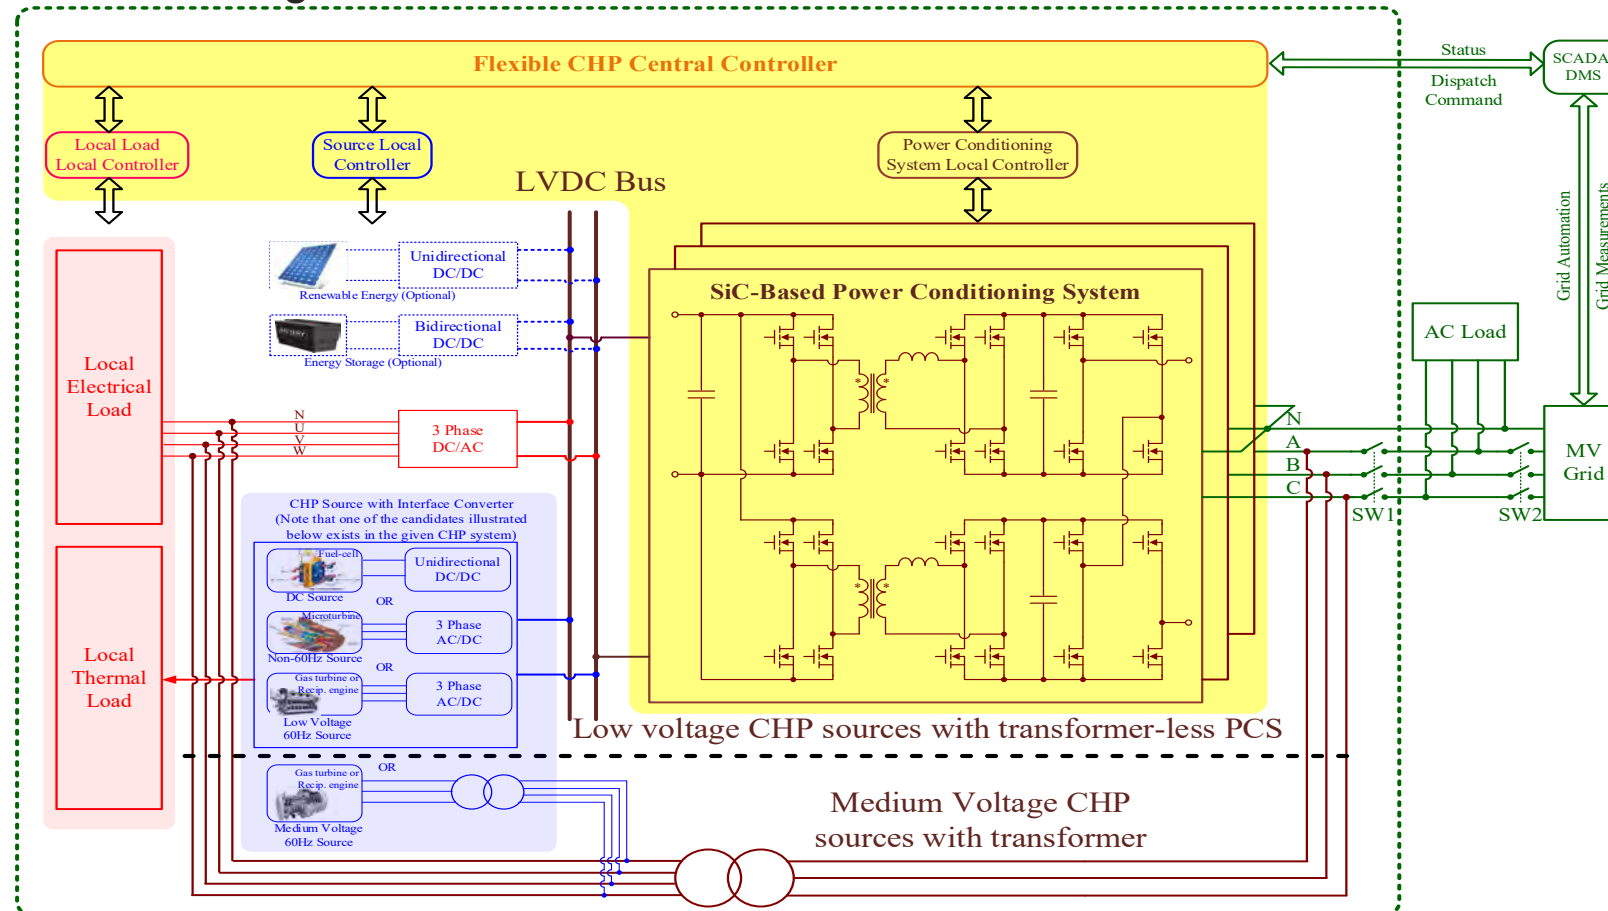 Flexible CHP Central Controller
Status
Dispatch
Command
SCADA
DMS
Local Load
Local Controller
Source Local
Controller
Power Conditioning
System Local Controller
LVDC Bus
Grid Automation
Grid Measurements
Unidirectional
DC/DC
Renewable Energy (Optional)
Bidirectional
DC/DC
Energy Storage (Optional)
SiC-Based Power Conditioning System
AC Load
Local
Electrical
Load
N
U
V
W
3 Phase
DC/AC
N
A
B
C
SW1
SW2
MV
Grid
CHP Source with Interface Converter
(Note that one of the candidates illustrated
below exists in the given CHP system)
Fuel-cell
DC Source
Unidirectional
DC/DC
OR
Microturbine
Non-60Hz Source
3 Phase
AC/DC
OR
Gas turbine or
Recip. engine
Low Voltage
60Hz Source
3 Phase
AC/DC
Local
Thermal
Load
Low voltage CHP sources with transformer-less PCS
OR
Gas turbine or
Recip. engine
Medium Voltage
60Hz Source
Medium Voltage CHP
sources with transformer